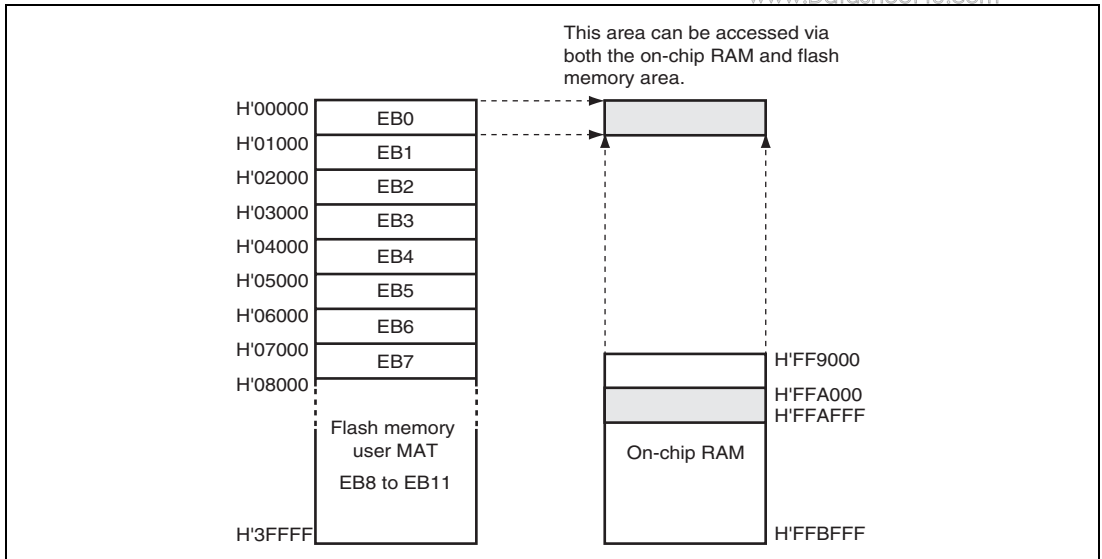 This area can be accessed via
both the on-chip RAM and flash
memory area.
H'00000
EB0
H'01000
EB1
H'02000
EB2
H'03000
EB3
H'04000
EB4
H'05000
EB5
H'06000
EB6
H'07000
EB7
H'08000
Flash memory
user MAT
EB8 to EB11
H'3FFFF
H'FF9000
H'FFA000
H'FFAFFF
On-chip RAM
H'FFBFFF